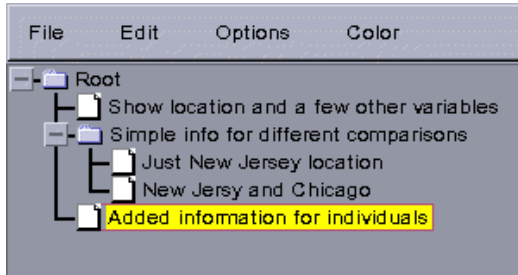 File Edit Options Color
Root
Show location and a few other variables
Simple info for different comparisons
Just New Jersey location
New Jersy and Chicago
Added information for individuals